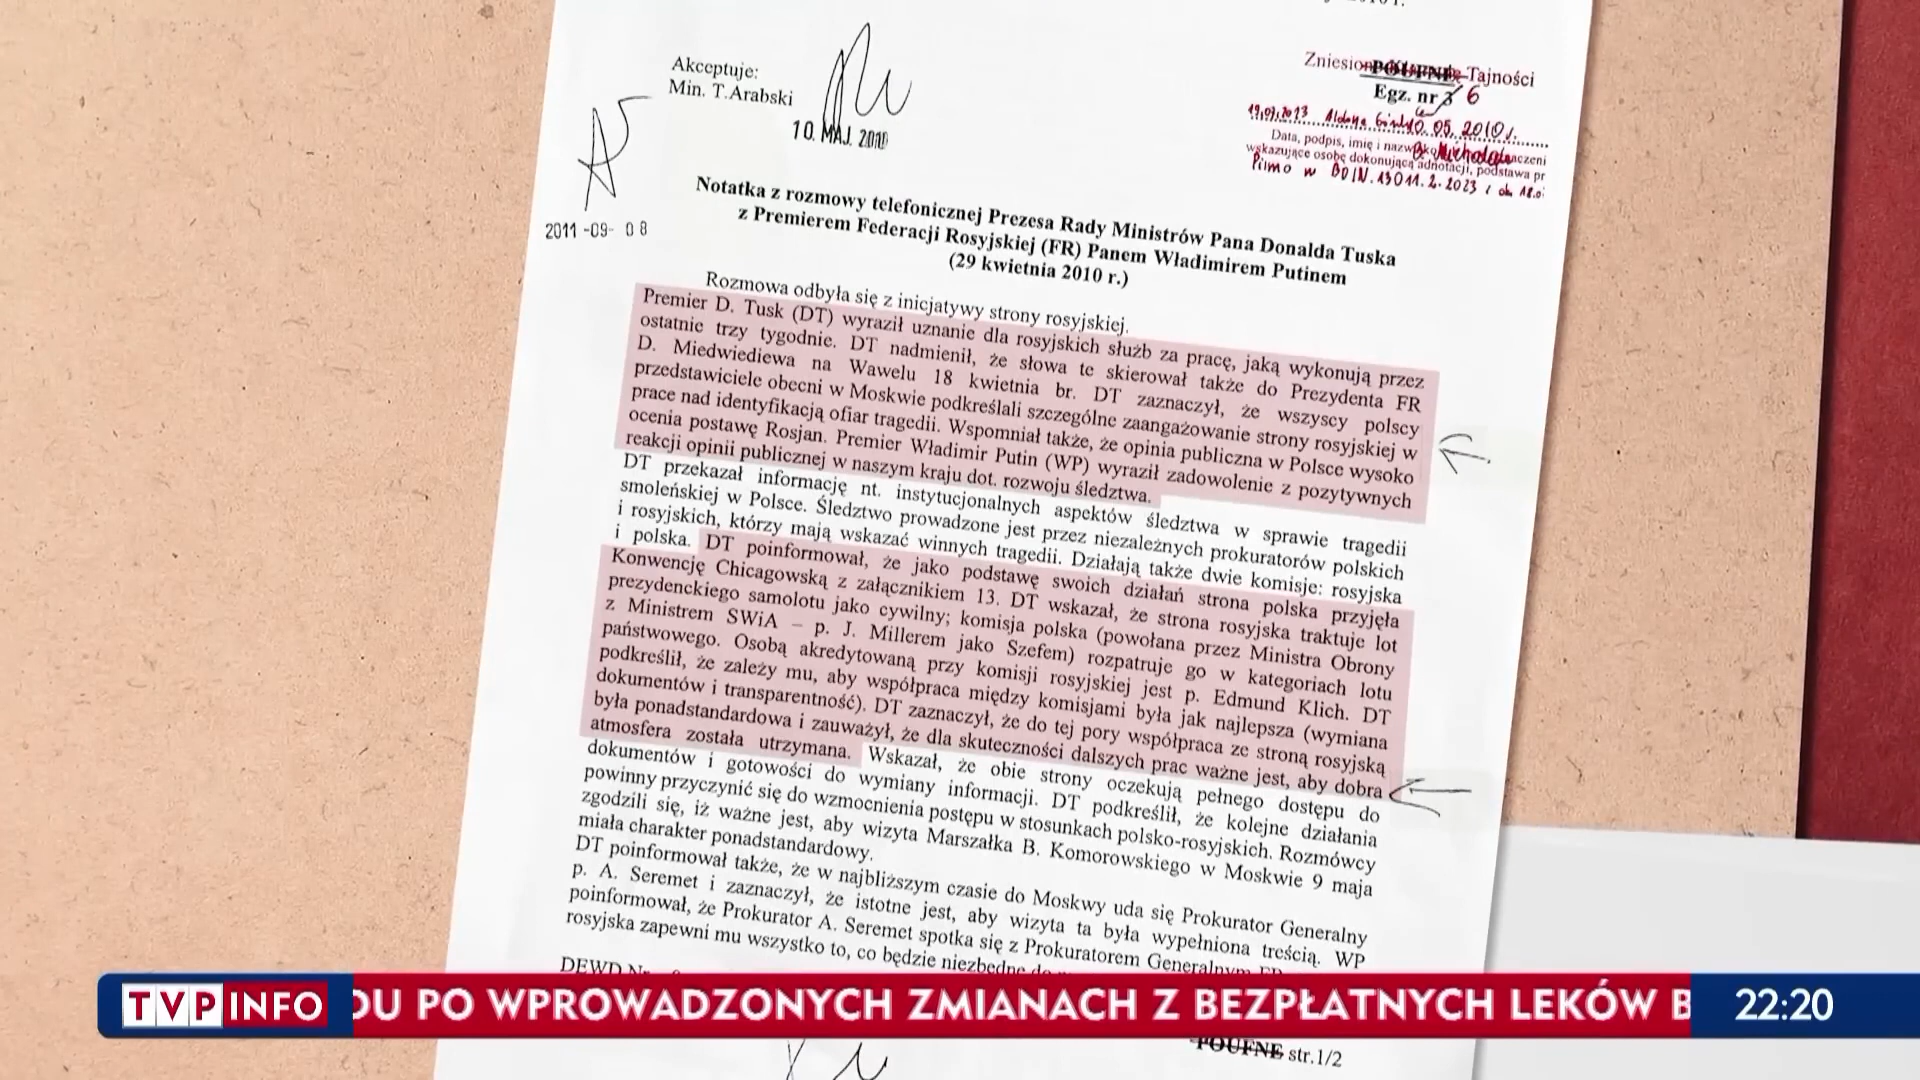 Akceptuje:
Min. T.Arabski
10. MAJ. 2010
2011 -09- 08
Tajności
POUFNE
Egz. nr 3 6
19.07.2023 05. 2010 r.
Data, podpis, imię i
wskazujące osobę dokonującą adnotacji, podstawa pr
Pismo w BDIN.13011.2.2023
Notatka z rozmowy telefonicznej Prezesa Rady Ministrów Pana Donalda Tuska
z Premierem Federacji Rosyjskiej (FR) Panem Władimirem Putinem
(29 kwietnia 2010 r.)
Rozmowa odbyła się z inicjatywy strony rosyjskiej.
Premier D. Tusk (DT) wyraził uznanie dla rosyjskich służb za pracę, jaką wykonują przez
ostatnie trzy tygodnie. DT nadmienił, że słowa te skierował także do Prezydenta FR
D. Miedwiediewa na Wawelu 18 kwietnia br. DT zaznaczył, że wszyscy polscy
przedstawiciele obecni w Moskwie podkreślali szczególne zaangażowanie strony rosyjskiej w
prace nad identyfikacją ofiar tragedii. Wspomniał także, że opinia publiczna w Polsce wysoko
ocenia postawę Rosjan. Premier Władimir Putin (WP) wyraził zadowolenie z pozytywnych
reakcji opinii publicznej w naszym kraju dot. rozwoju śledztwa.
DT przekazał informację nt. instytucjonalnych aspektów śledztwa w sprawie tragedii
smoleńskiej w Polsce. Śledztwo prowadzone jest przez niezależnych prokuratorów polskich
i rosyjskich, którzy mają wskazać winnych tragedii. Działają także dwie komisje: rosyjska
i polska. DT poinformował, że jako podstawę swoich działań strona polska przyjęła
Konwencję Chicagowską z załącznikiem 13. DT wskazał, że strona rosyjska traktuje lot
prezydenckiego samolotu jako cywilny; komisja polska (powołana przez Ministra Obrony
z Ministrem SWiA – p. J. Millerem jako Szefem) rozpatruje go w kategoriach lotu
państwowego. Osobą akredytowaną przy komisji rosyjskiej jest p. Edmund Klich. DT
podkreślił, że zależy mu, aby współpraca między komisjami była jak najlepsza (wymiana
dokumentów i transparentność). DT zaznaczył, że do tej pory współpraca ze stroną rosyjską
była ponadstandardowa i zauważył, że dla skuteczności dalszych prac ważne jest, aby dobra
atmosfera została utrzymana. Wskazał, że obie strony oczekują pełnego dostępu do
dokumentów i gotowości do wymiany informacji. DT podkreślił, że kolejne działania
powinny przyczynić się do wzmocnienia postępu w stosunkach polsko-rosyjskich. Rozmówcy
zgodzili się, iż ważne jest, aby wizyta Marszałka B. Komorowskiego w Moskwie 9 maja
miała charakter ponadstandardowy.
DT poinformował także, że w najbliższym czasie do Moskwy uda się Prokurator Generalny
p. A. Seremet i zaznaczył, że istotne jest, aby wizyta ta była wypełniona treścią. WP
poinformował, że Prokurator A. Seremet spotka się z Prokuratorem Generalnym FR
rosyjska zapewni mu wszystko to, co będzie niezbędne do
TVP INFO DU PO WPROWADZONYCH ZMIANACH Z BEZPŁATNYCH LEKÓW B 22:20
POUFNE str.1/2